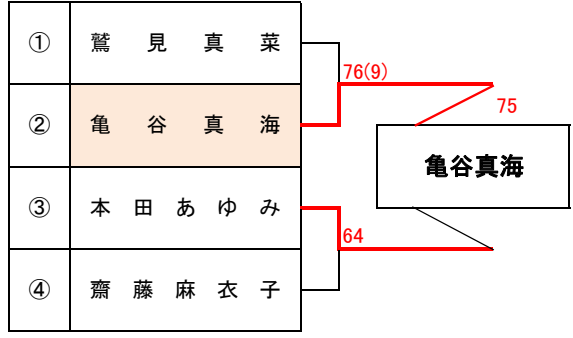 ① 鷲見真菜
76(9)
② 亀谷真海
75
亀谷真海
③ 本田あゆみ
64
④ 齋藤麻衣子